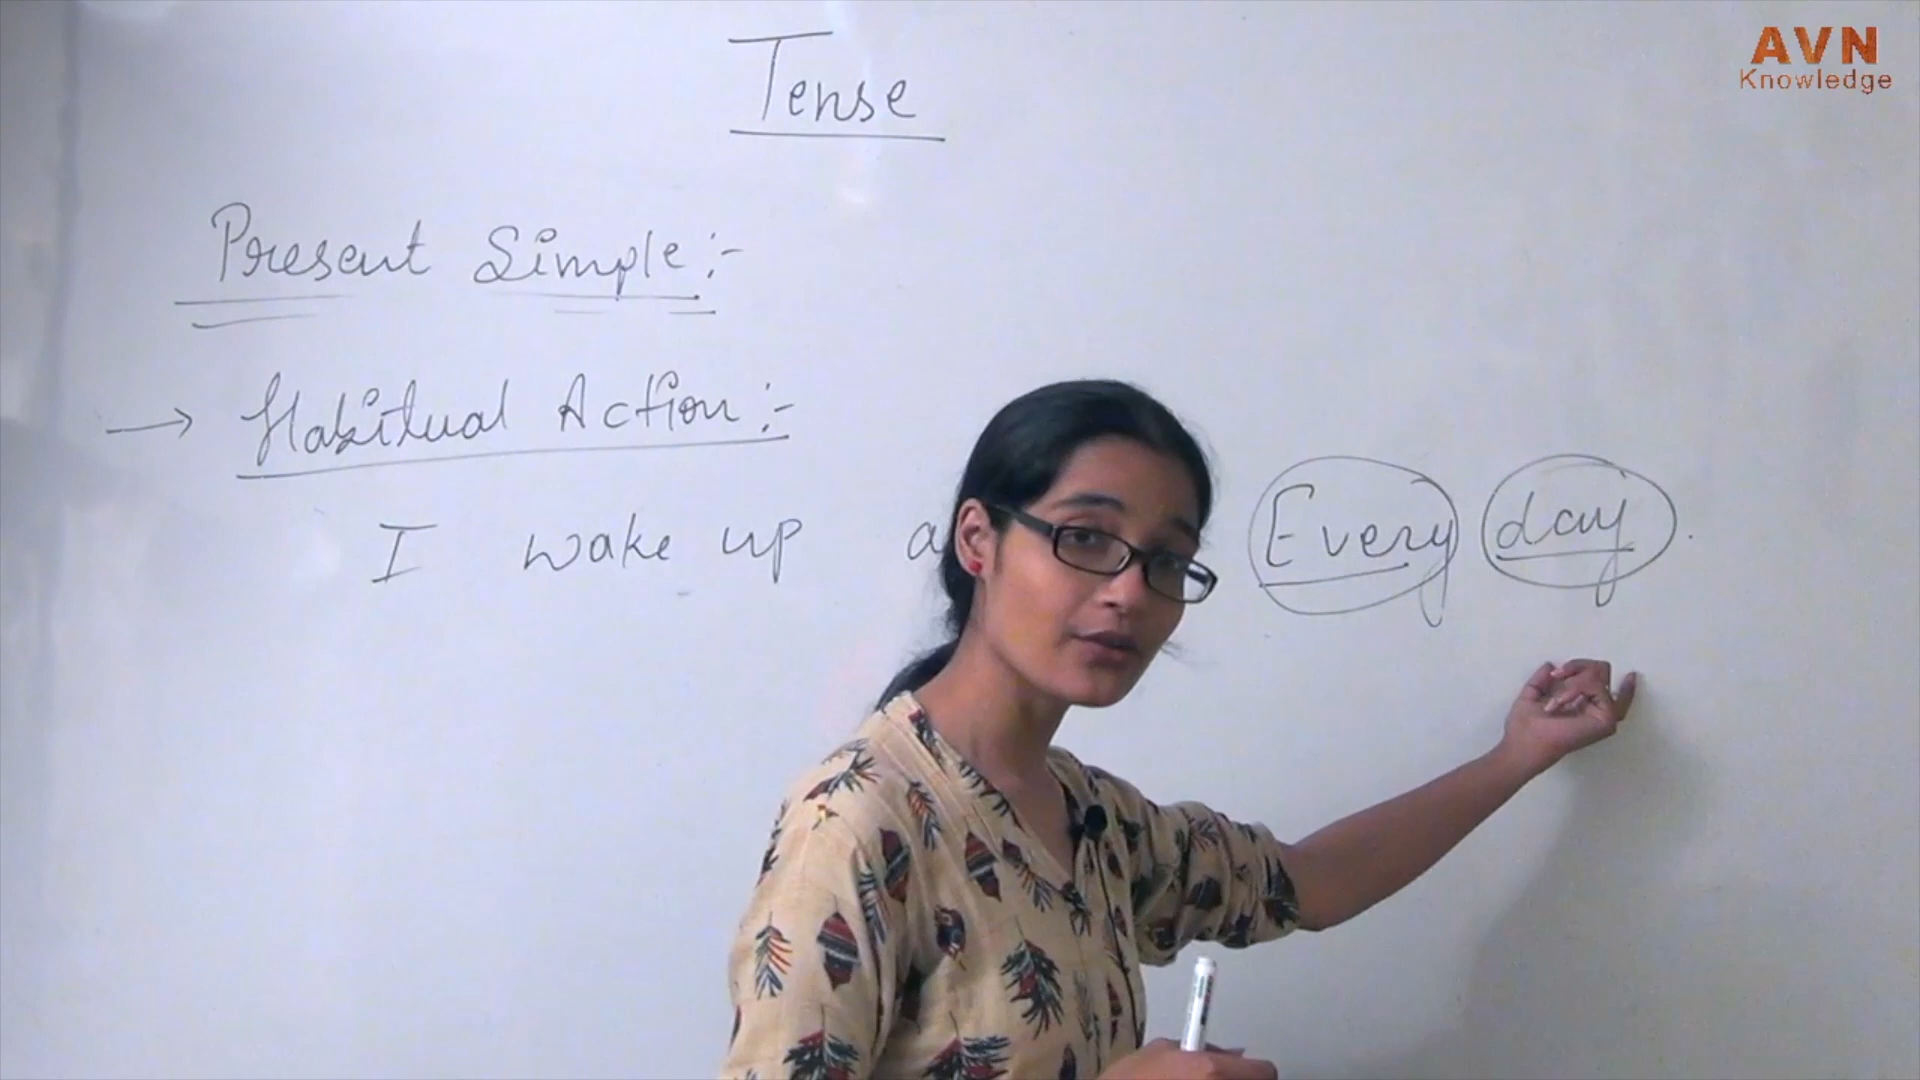 AVN
Knowledge
Tense
Present Simple :-
→ Habitual Action :-
I wake up Every day.